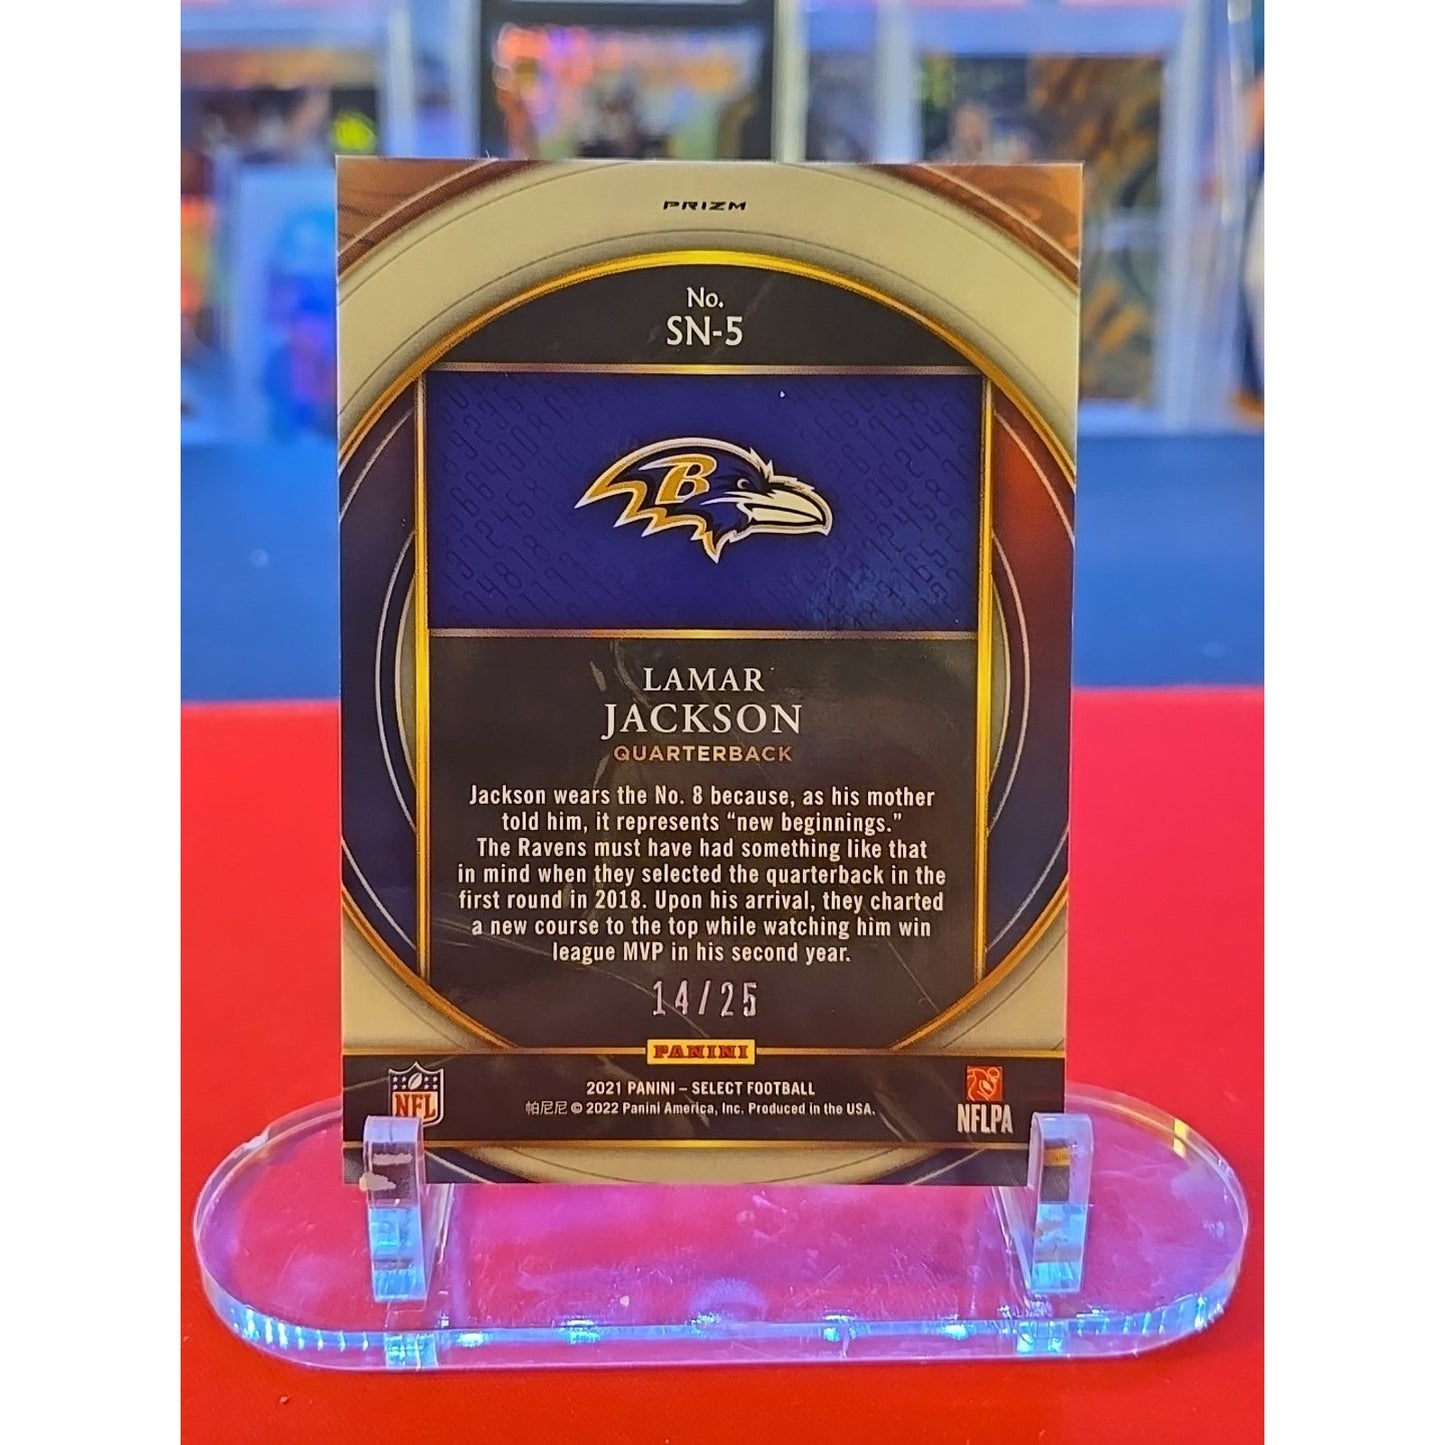 PRIZM
No.
SN-5
B
LAMAR
JACKSON
QUARTERBACK
Jackson wears the No. 8 because, as his mother
told him, it represents “new beginnings.”
The Ravens must have had something like that
in mind when they selected the quarterback in the
first round in 2018. Upon his arrival, they charted
a new course to the top while watching him win
league MVP in his second year.
14/25
PANINI
2021 PANINI – SELECT FOOTBALL
帕尼尼 © 2022 Panini America, Inc. Produced in the USA.
NFL
NFLPA